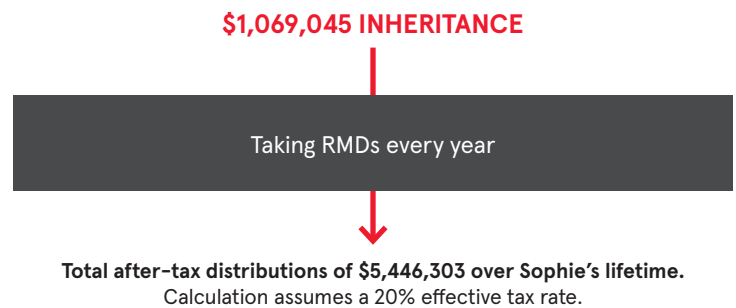 $1,069,045 INHERITANCE
Taking RMDs every year
Total after-tax distributions of $5,446,303 over Sophie's lifetime.
Calculation assumes a 20% effective tax rate.